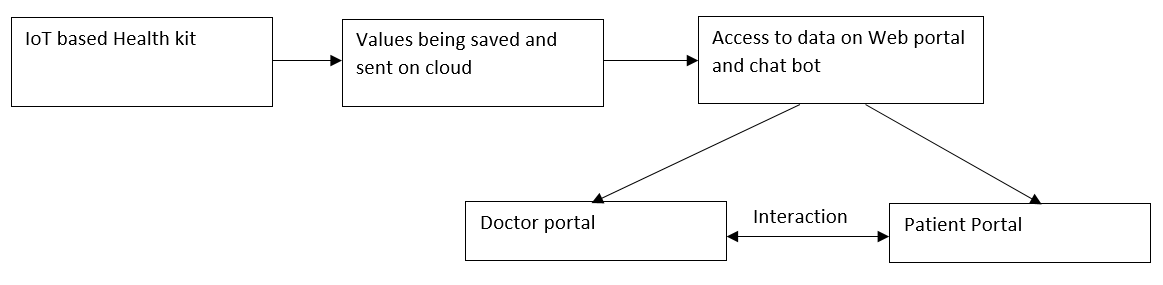 IoT based Health kit
Values being saved and
sent on cloud
Access to data on Web portal
and chat bot
Doctor portal
Interaction
Patient Portal